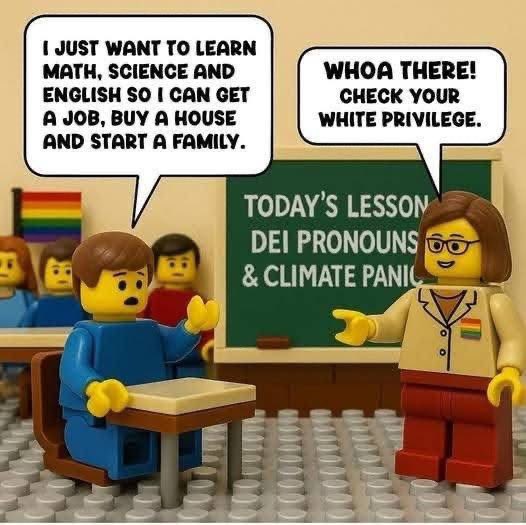 I JUST WANT TO LEARN
MATH, SCIENCE AND
ENGLISH SO I CAN GET
A JOB, BUY A HOUSE
AND START A FAMILY.
WHOA THERE!
CHECK YOUR
WHITE PRIVILEGE.
TODAY'S LESSON
DEI PRONOUNS
& CLIMATE PANIC